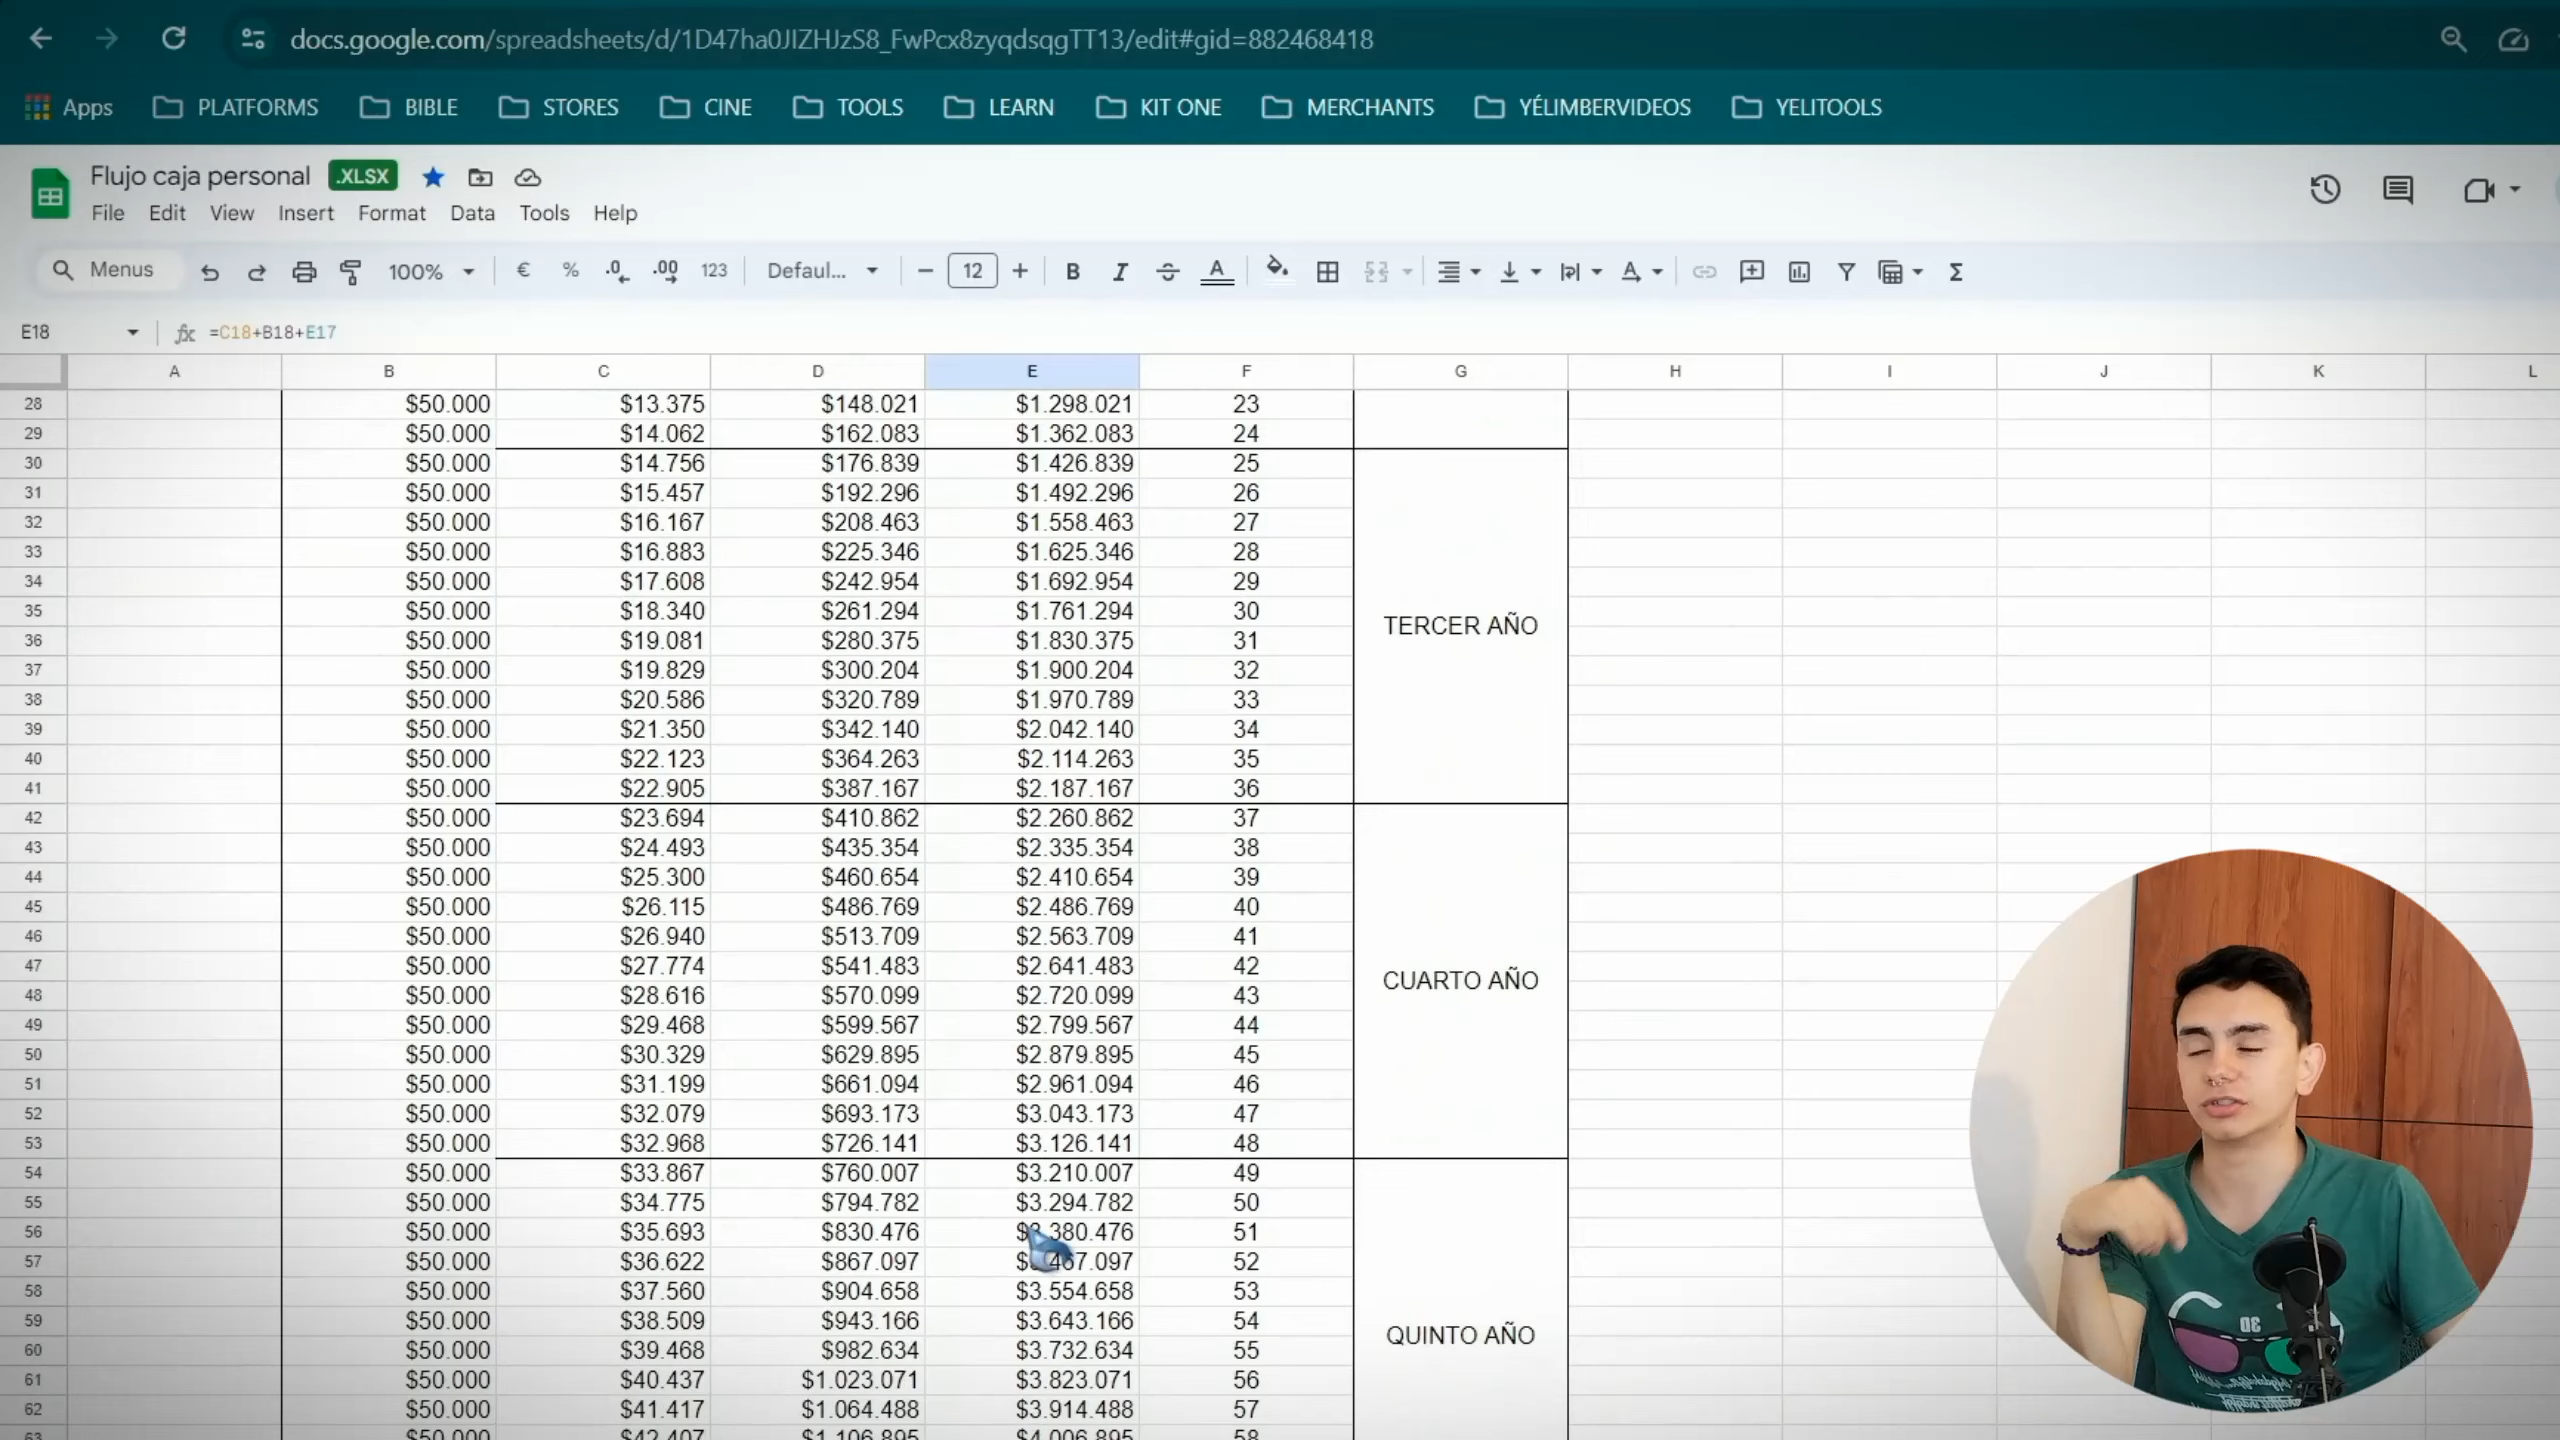 docs.google.com/spreadsheets/d/1D47ha0JIZHJzS8_FwPcx8zyqdsqgTT13/edit#gid=882468418
Apps PLATFORMS BIBLE STORES CINE TOOLS LEARN KIT ONE MERCHANTS YÉLIMBERVIDEOS YELITOOLS
Flujo caja personal .XLSX
File Edit View Insert Format Data Tools Help
Menus 100% € % .0 .00 123 Defaul... 12 B I A A Σ
E18 fx =C18+B18+E17
A B C D E F G H I J K L
28 $50.000 $13.375 $148.021 $1.298.021 23
29 $50.000 $14.062 $162.083 $1.362.083 24
30 $50.000 $14.756 $176.839 $1.426.839 25
31 $50.000 $15.457 $192.296 $1.492.296 26
32 $50.000 $16.167 $208.463 $1.558.463 27
33 $50.000 $16.883 $225.346 $1.625.346 28
34 $50.000 $17.608 $242.954 $1.692.954 29
35 $50.000 $18.340 $261.294 $1.761.294 30
TERCER AÑO
36 $50.000 $19.081 $280.375 $1.830.375 31
37 $50.000 $19.829 $300.204 $1.900.204 32
38 $50.000 $20.586 $320.789 $1.970.789 33
39 $50.000 $21.350 $342.140 $2.042.140 34
40 $50.000 $22.123 $364.263 $2.114.263 35
41 $50.000 $22.905 $387.167 $2.187.167 36
42 $50.000 $23.694 $410.862 $2.260.862 37
43 $50.000 $24.493 $435.354 $2.335.354 38
44 $50.000 $25.300 $460.654 $2.410.654 39
45 $50.000 $26.115 $486.769 $2.486.769 40
46 $50.000 $26.940 $513.709 $2.563.709 41
47 $50.000 $27.774 $541.483 $2.641.483 42
CUARTO AÑO
48 $50.000 $28.616 $570.099 $2.720.099 43
49 $50.000 $29.468 $599.567 $2.799.567 44
50 $50.000 $30.329 $629.895 $2.879.895 45
51 $50.000 $31.199 $661.094 $2.961.094 46
52 $50.000 $32.079 $693.173 $3.043.173 47
53 $50.000 $32.968 $726.141 $3.126.141 48
54 $50.000 $33.867 $760.007 $3.210.007 49
55 $50.000 $34.775 $794.782 $3.294.782 50
56 $50.000 $35.693 $830.476 380.476 51
57 $50.000 $36.622 $867.097 7.097 52
58 $50.000 $37.560 $904.658 $3.554.658 53
59 $50.000 $38.509 $943.166 $3.643.166 54
QUINTO AÑO
60 $50.000 $39.468 $982.634 $3.732.634 55
61 $50.000 $40.437 $1.023.071 $3.823.071 56
62 $50.000 $41.417 $1.064.488 $3.914.488 57
63 $50.000 $42.407 $1.106.895 $4.006.895 58